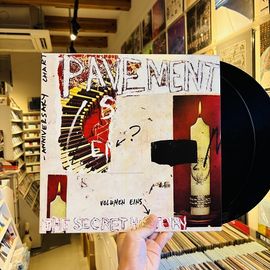 PAVEMENT
ANNIVERSARY CHART
?
VOLUMEN EINS
THE SECRET HISTORY